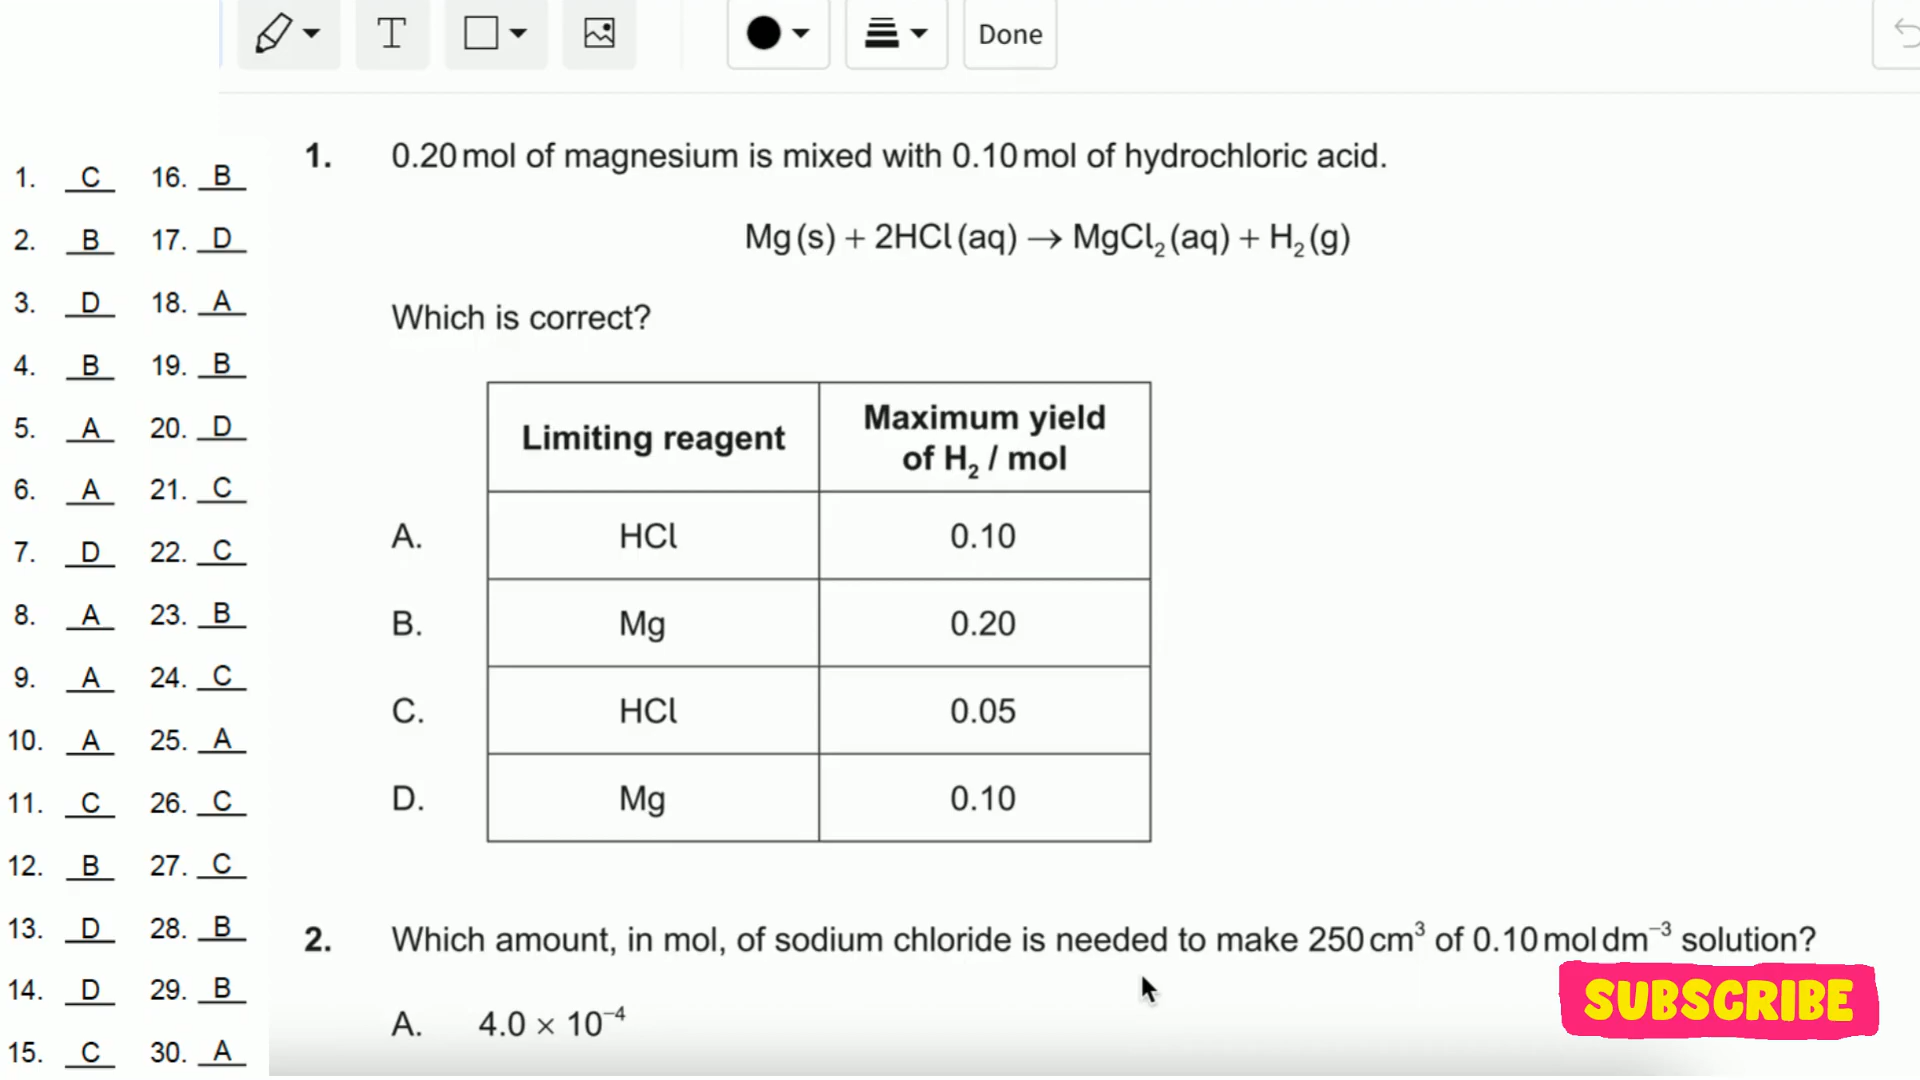 T Done
1. C 16. B
2. B 17. D
3. D 18. A
4. B 19. B
5. A 20. D
6. A 21. C
7. D 22. C
8. A 23. B
9. A 24. C
10. A 25. A
11. C 26. C
12. B 27. C
13. D 28. B
14. D 29. B
15. C 30. A
1. 0.20 mol of magnesium is mixed with 0.10 mol of hydrochloric acid.
Mg (s) + 2HCl (aq) → MgCl₂ (aq) + H₂ (g)
Which is correct?
Limiting reagent Maximum yield
of H₂ / mol
A. HCl 0.10
B. Mg 0.20
C. HCl 0.05
D. Mg 0.10
2. Which amount, in mol, of sodium chloride is needed to make 250 cm³ of 0.10 mol dm⁻³ solution?
A. 4.0 × 10⁻⁴
SUBSCRIBE